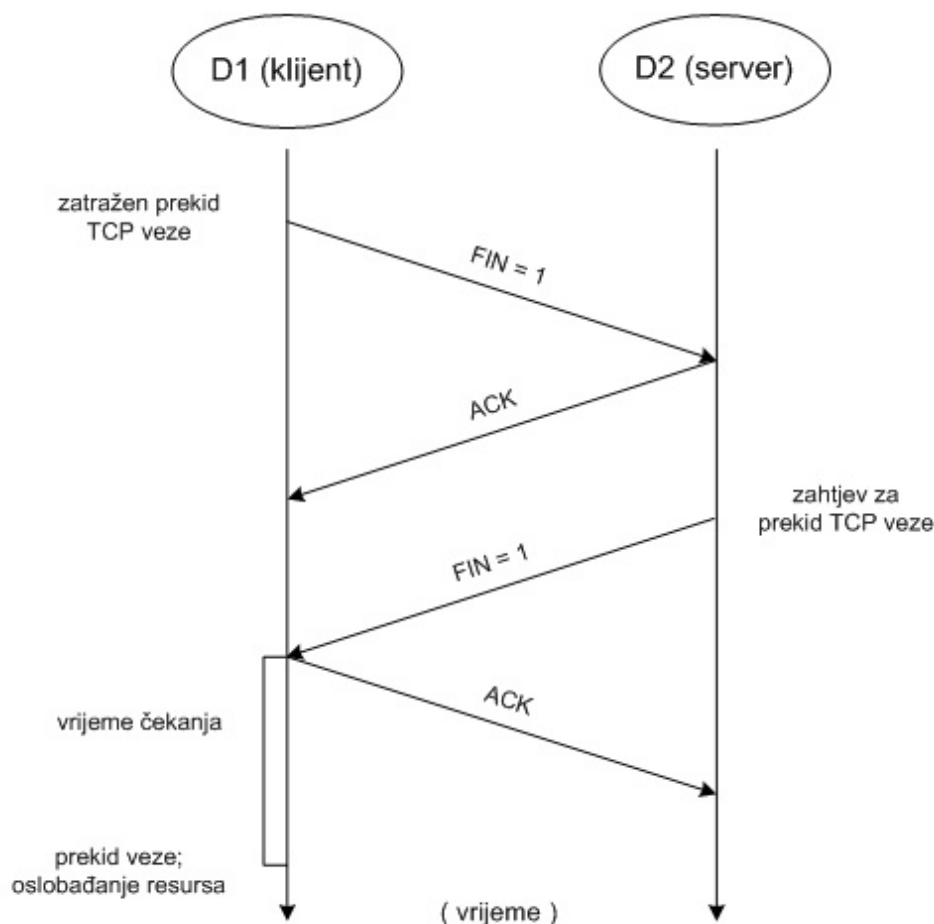 D1 (klijent)
D2 (server)
zatražen prekid
TCP veze
FIN = 1
ACK
zahtjev za
prekid TCP veze
FIN = 1
ACK
vrijeme čekanja
prekid veze;
oslobađanje resursa
( vrijeme )